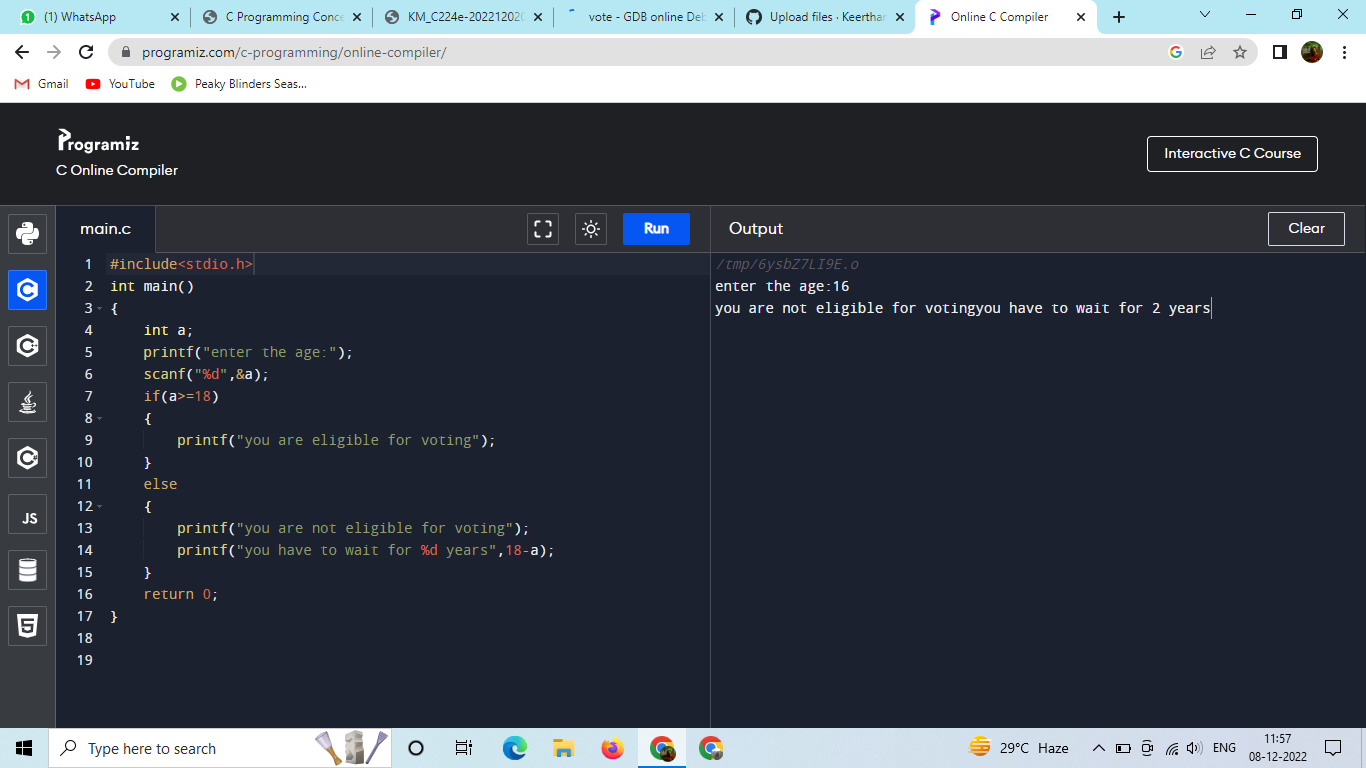 (1) WhatsApp
C Programming Conce
KM_C224e-202212020
vote - GDB online Deb
Upload files · Keerthar
Online C Compiler
programiz.com/c-programming/online-compiler/
Gmail
YouTube
Peaky Blinders Seas...
Programiz
C Online Compiler
Interactive C Course
main.c
Run
Output
Clear
1 #include<stdio.h>
2 int main()
3 {
4 int a;
5 printf("enter the age:");
6 scanf("%d",&a);
7 if(a>=18)
8 {
9 printf("you are eligible for voting");
10 }
11 else
12 {
13 printf("you are not eligible for voting");
14 printf("you have to wait for %d years",18-a);
15 }
16 return 0;
17 }
18
19
/tmp/6ysbZ7LI9E.o
enter the age:16
you are not eligible for votingyou have to wait for 2 years
JS
Type here to search
29°C Haze
ENG
11:57
08-12-2022